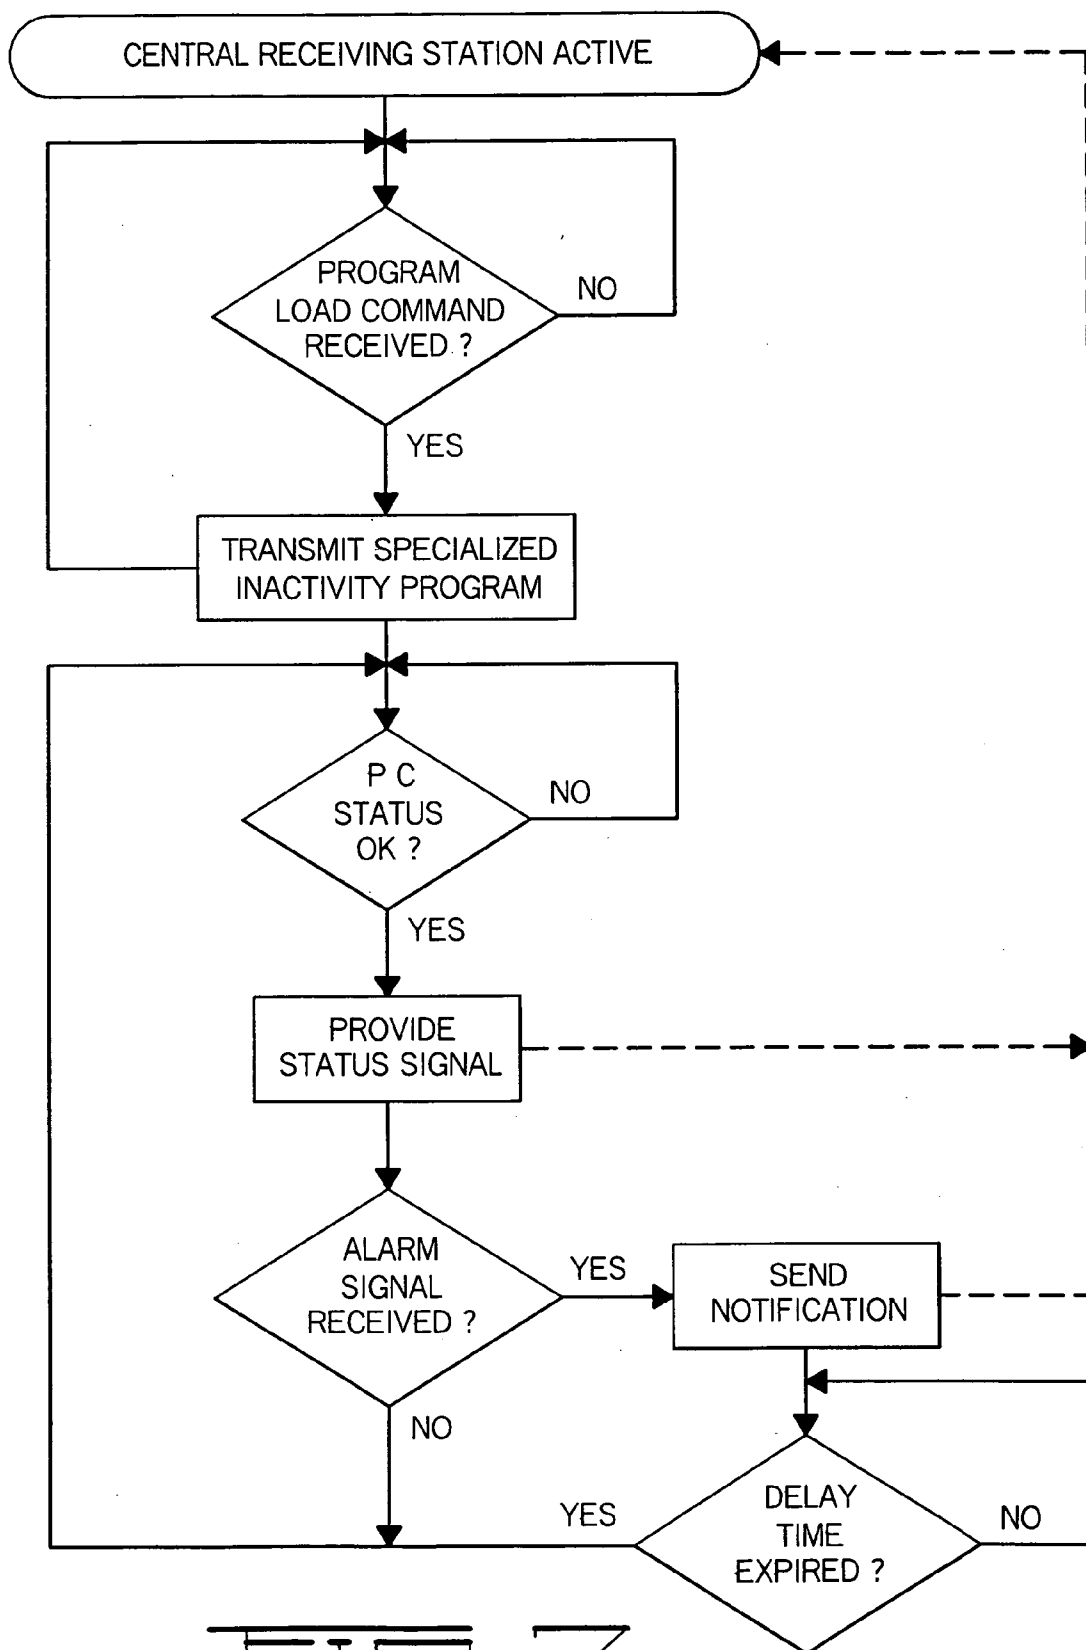 CENTRAL RECEIVING STATION ACTIVE
PROGRAM
LOAD COMMAND
RECEIVED ?
NO
YES
TRANSMIT SPECIALIZED
INACTIVITY PROGRAM
P C
STATUS
OK ?
NO
YES
PROVIDE
STATUS SIGNAL
ALARM
SIGNAL
RECEIVED ?
YES
SEND
NOTIFICATION
NO
YES
DELAY
TIME
EXPIRED ?
NO